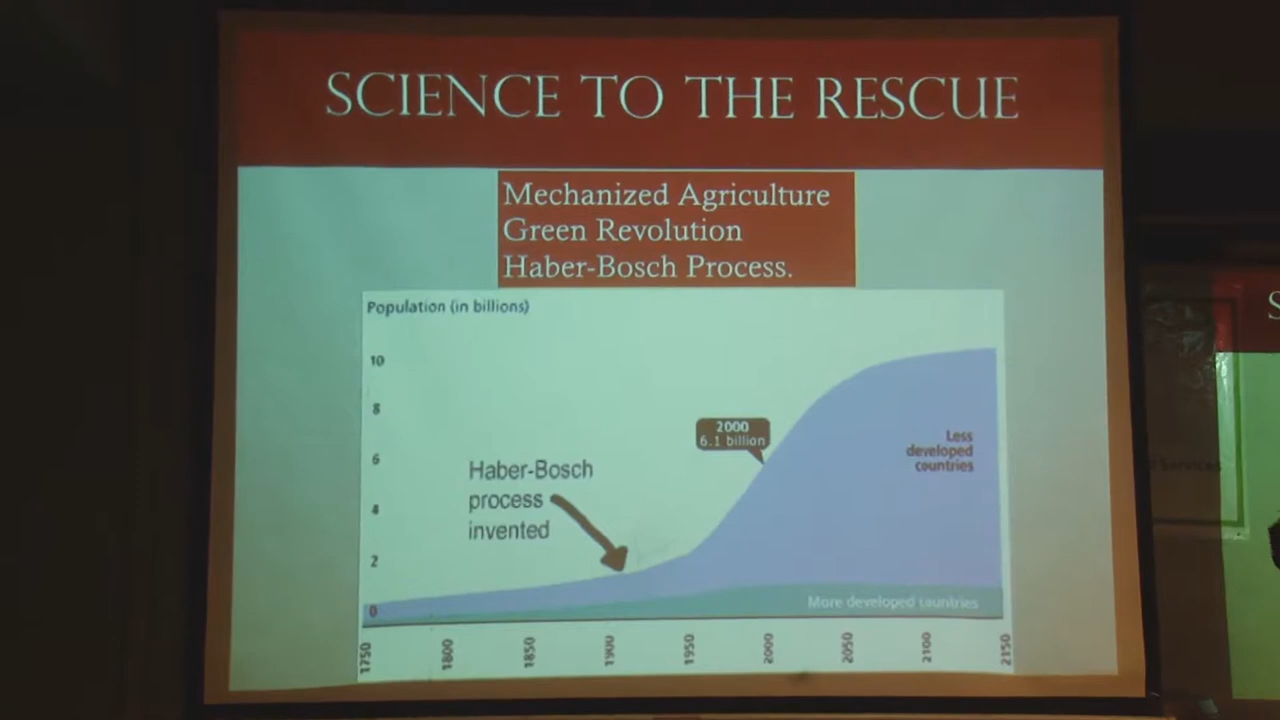 SCIENCE TO THE RESCUE
Mechanized Agriculture
Green Revolution
Haber-Bosch Process.
Population (in billions)
10
8
6
4
2
0
2000
6.1 billion
Less
developed
countries
Haber-Bosch
process
invented
More developed countries
1750
1800
1850
1900
1950
2000
2050
2100
2150
S